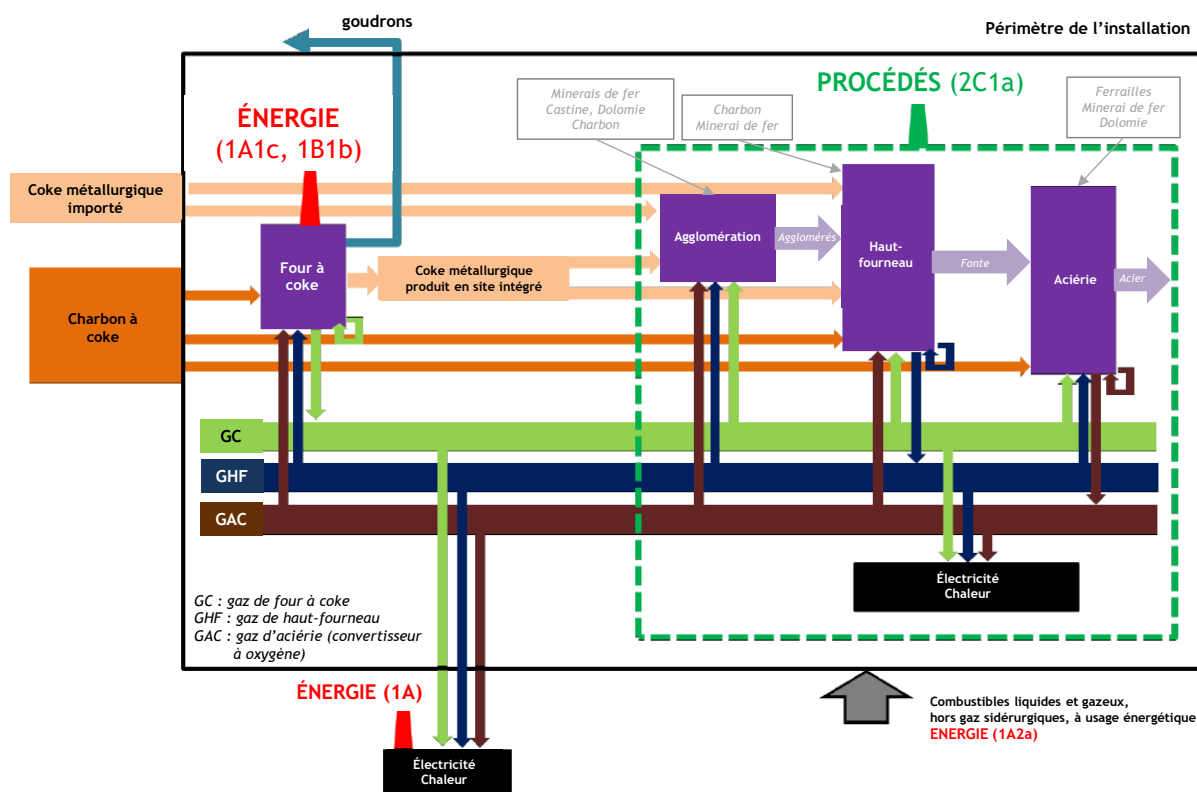 goudrons
Périmètre de l’installation
ÉNERGIE
(1A1c, 1B1b)
PROCÉDÉS (2C1a)
Minerais de fer
Castine, Dolomie
Charbon
Charbon
Minerai de fer
Ferrailles
Minerai de fer
Dolomie
Coke métallurgique
importé
Four à
coke
Coke métallurgique
produit en site intégré
Agglomération
Agglomérés
Haut-
fourneau
Fonte
Aciérie
Acier
Charbon à
coke
GC
GHF
GAC
Électricité
Chaleur
GC : gaz de four à coke
GHF : gaz de haut-fourneau
GAC : gaz d’aciérie (convertisseur
à oxygène)
ÉNERGIE (1A)
Électricité
Chaleur
Combustibles liquides et gazeux,
hors gaz sidérurgiques, à usage énergétique
ENERGIE (1A2a)